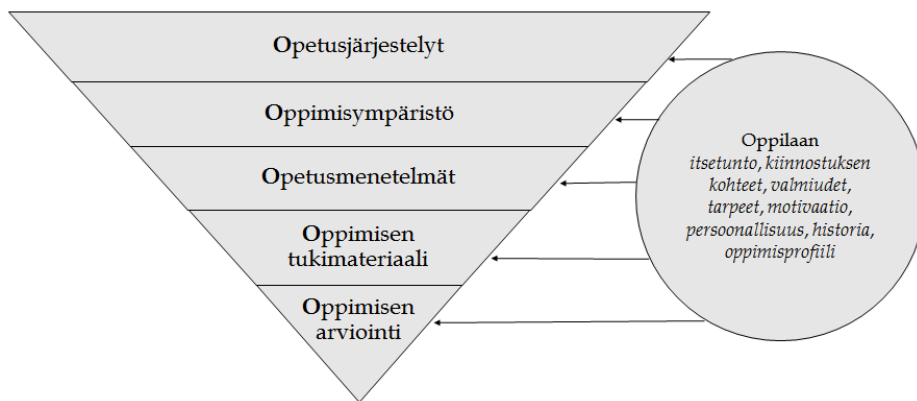 Opetusjärjestelyt
Oppimisympäristö
Opetusmenetelmät
Oppimisen
tukimateriaali
Oppimisen
arviointi
Oppilaan
itsetunto, kiinnostuksen
kohteet, valmiudet,
tarpeet, motivaatio,
persoonallisuus, historia,
oppimisprofiili